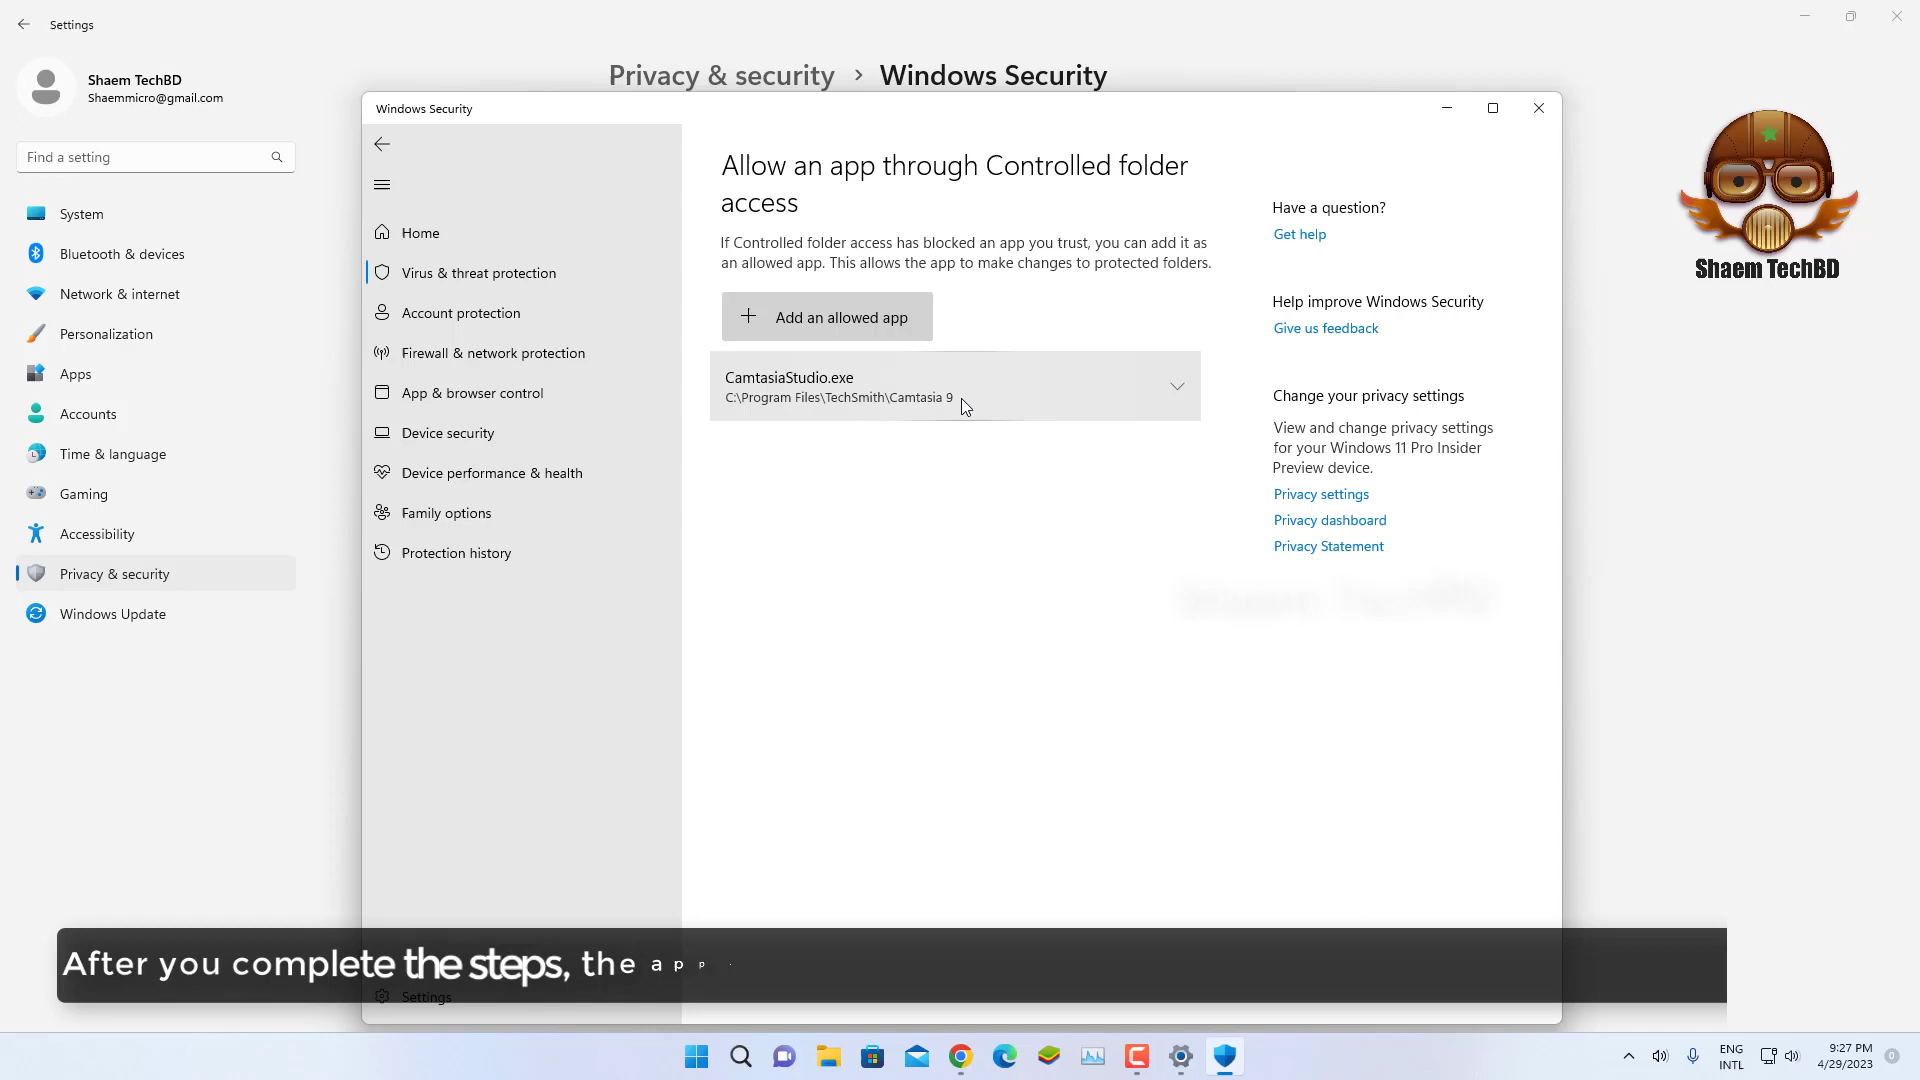 Settings
Shaem TechBD
Shaemmicro@gmail.com
Find a setting
System
Bluetooth & devices
Network & internet
Personalization
Apps
Accounts
Time & language
Gaming
Accessibility
Privacy & security
Windows Update
Privacy & security > Windows Security
Windows Security
Home
Virus & threat protection
Account protection
Firewall & network protection
App & browser control
Device security
Device performance & health
Family options
Protection history
Settings
Allow an app through Controlled folder
access
If Controlled folder access has blocked an app you trust, you can add it as
an allowed app. This allows the app to make changes to protected folders.
Add an allowed app
CamtasiaStudio.exe
C:\Program Files\TechSmith\Camtasia 9
Have a question?
Get help
Help improve Windows Security
Give us feedback
Change your privacy settings
View and change privacy settings
for your Windows 11 Pro Insider
Preview device.
Privacy settings
Privacy dashboard
Privacy Statement
Shaem TechBD
After you complete the steps, the app
ENG
INTL
9:27 PM
4/29/2023
0